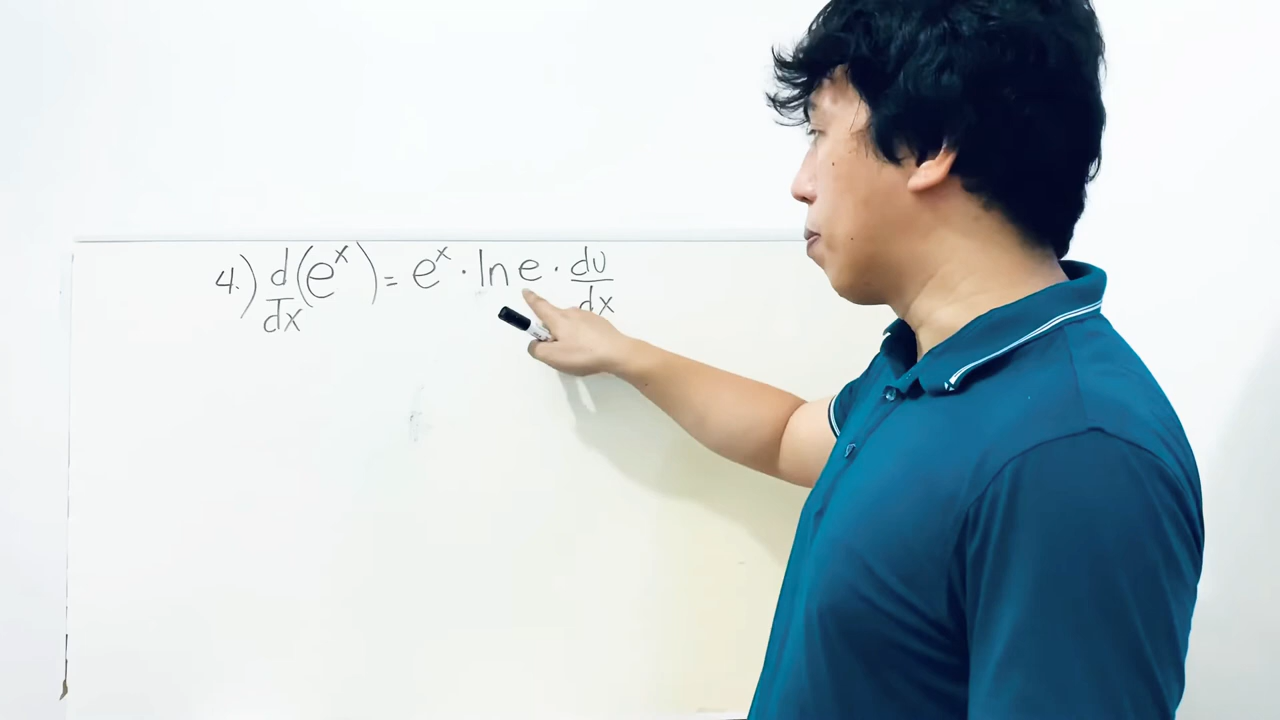 4.) d/dx (e^x) = e^x · ln e · du/dx